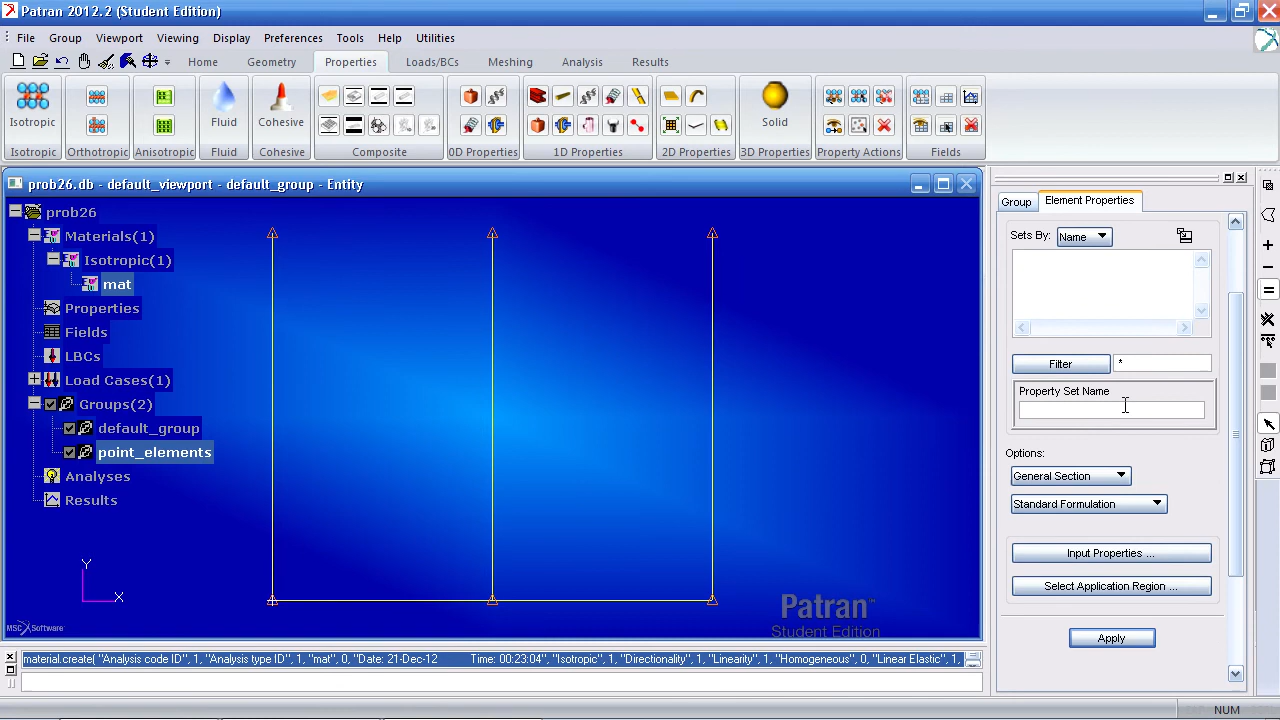 Patran 2012.2 (Student Edition)
File Group Viewport Viewing Display Preferences Tools Help Utilities
Home Geometry Properties Loads/BCs Meshing Analysis Results
Isotropic Fluid Cohesive Solid
Isotropic Orthotropic Anisotropic Fluid Cohesive Composite 0D Properties 1D Properties 2D Properties 3D Properties Property Actions Fields
prob26.db - default_viewport - default_group - Entity
prob26
Materials(1)
Isotropic(1)
mat
Properties
Fields
LBCs
Load Cases(1)
Groups(2)
default_group
point_elements
Analyses
Results
Y
X
MSC Software
Patran™
Student Edition
Group Element Properties
Sets By: Name
Filter *
Property Set Name
Options:
General Section
Standard Formulation
Input Properties ...
Select Application Region ...
Apply
material.create( "Analysis code ID", 1, "Analysis type ID", 1, "mat", 0, "Date: 21-Dec-12 Time: 00:23:04", "Isotropic", 1, "Directionality", 1, "Linearity", 1, "Homogeneous", 0, "Linear Elastic", 1,
NUM